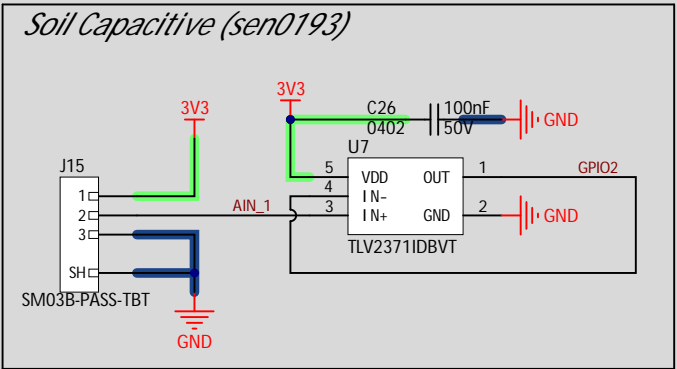 Soil Capacitive (sen0193)
3V3
3V3
C26
100nF
0402
50V
GND
U7
J15
5
VDD
OUT
1
GPIO2
4
IN-
1
2
AIN_1
3
IN+
GND
2
GND
3
TLV2371IDBVT
SH
SM03B-PASS-TBT
GND